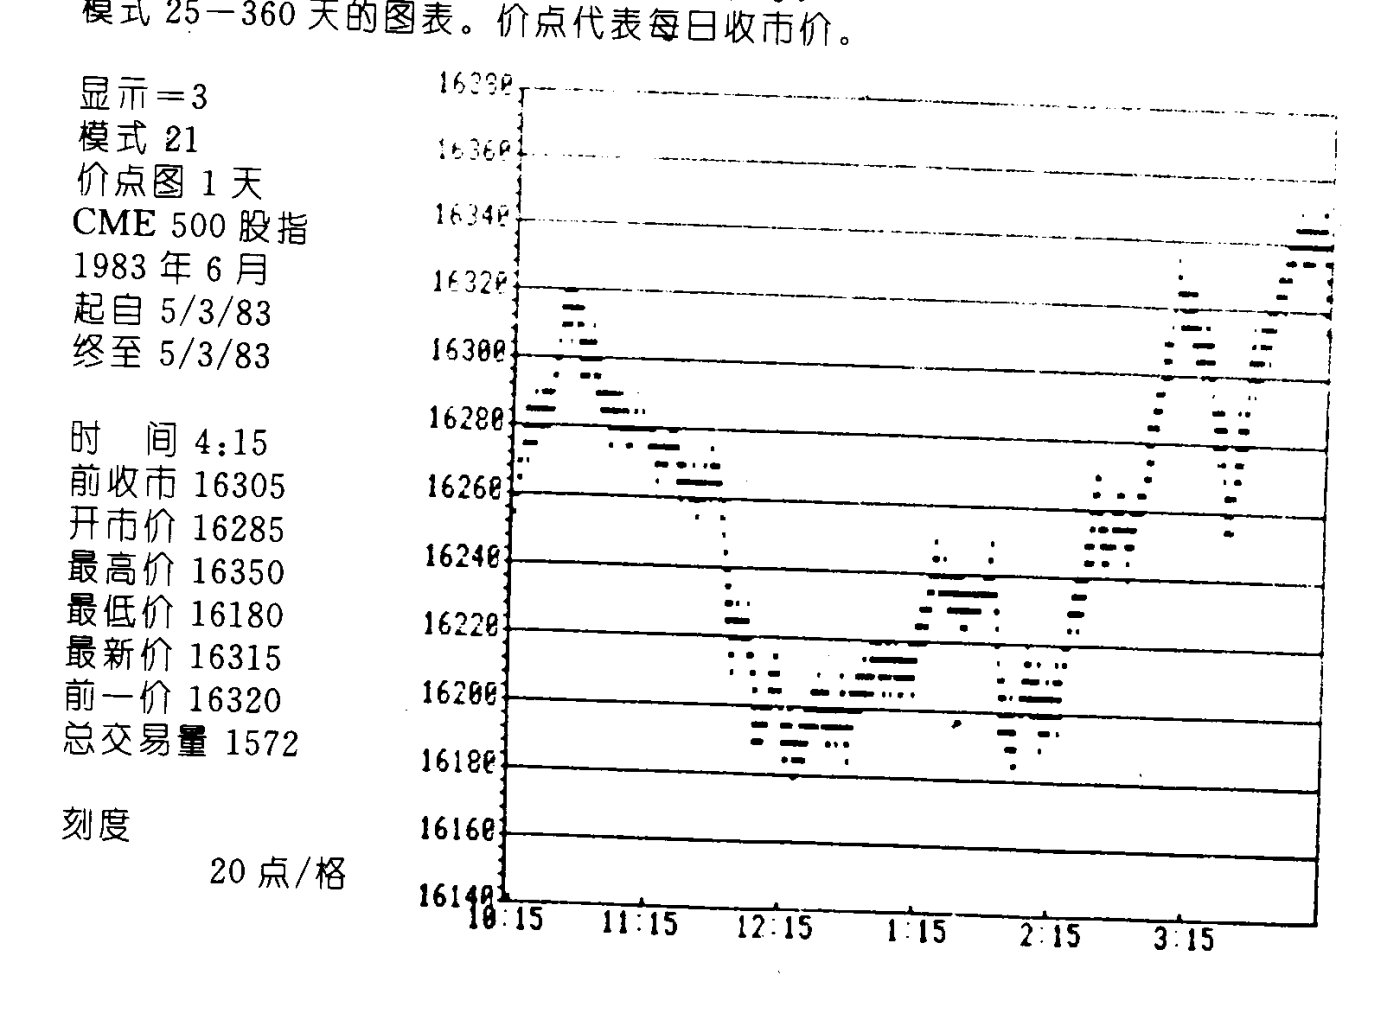 模式 25－360 天的图表。价点代表每日收市价。
显示＝3
模式 21
价点图 1 天
CME 500 股指
1983 年 6 月
起自 5/3/83
终至 5/3/83
时 间 4:15
前收市 16305
开市价 16285
最高价 16350
最低价 16180
最新价 16315
前一价 16320
总交易量 1572
刻度
20 点/格
16380
16360
16340
16320
16300
16280
16260
16240
16220
16200
16180
16160
16140
10:15 11:15 12:15 1:15 2:15 3:15